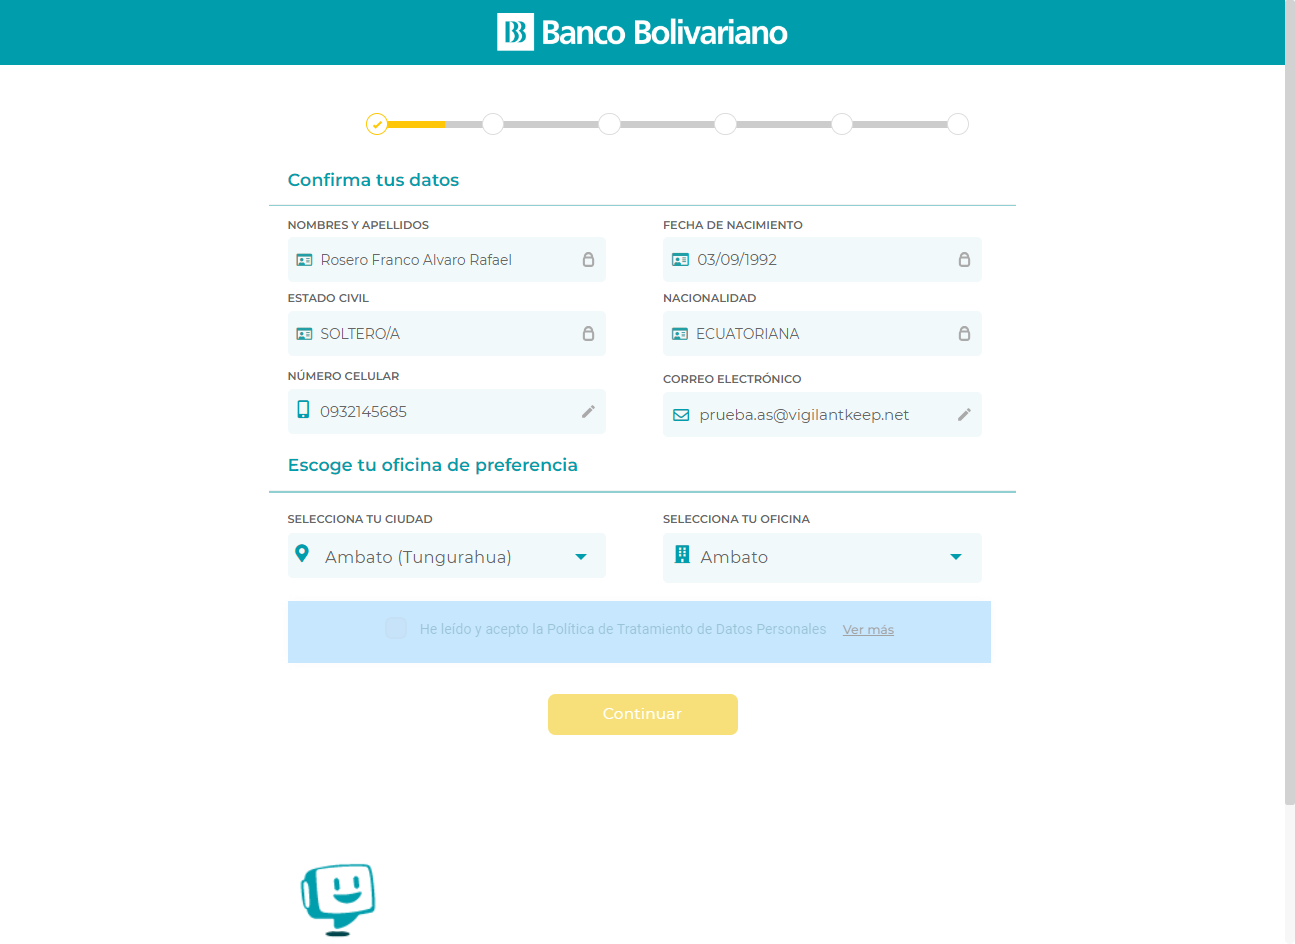 Banco Bolivariano
Confirma tus datos
NOMBRES Y APELLIDOS
Rosero Franco Alvaro Rafael
FECHA DE NACIMIENTO
03/09/1992
ESTADO CIVIL
SOLTERO/A
NACIONALIDAD
ECUATORIANA
NÚMERO CELULAR
0932145685
CORREO ELECTRÓNICO
prueba.as@vigilantkeep.net
Escoge tu oficina de preferencia
SELECCIONA TU CIUDAD
Ambato (Tungurahua)
SELECCIONA TU OFICINA
Ambato
He leído y acepto la Política de Tratamiento de Datos Personales Ver más
Continuar